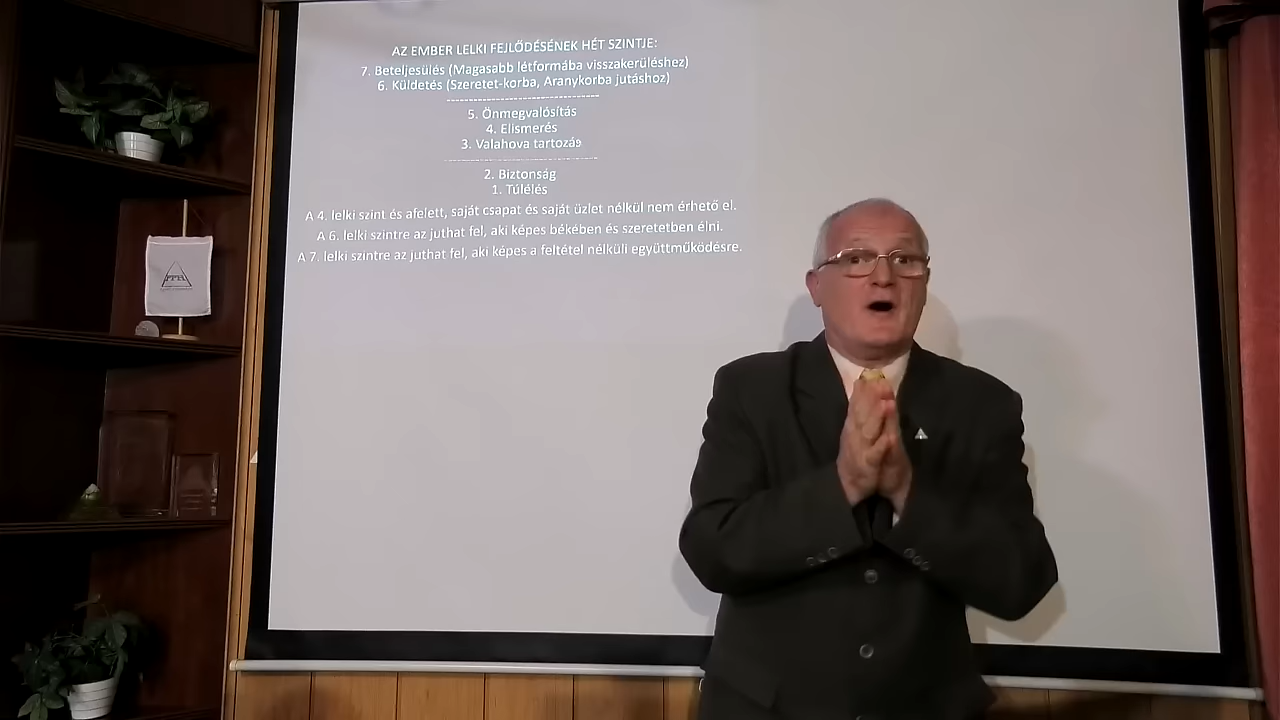 AZ EMBER LELKI FEJLŐDÉSÉNEK HÉT SZINTJE:
7. Beteljesülés (Magasabb létformába visszakerüléshez)
6. Küldetés (Szeretet-korba, Aranykorba jutáshoz)
------------------------------------
5. Önmegvalósítás
4. Elismerés
3. Valahova tartozás
------------------------------------
2. Biztonság
1. Túlélés
A 4. lelki szint és afelett, saját csapat és saját üzlet nélkül nem érhető el.
A 6. lelki szintre az juthat fel, aki képes békében és szeretetben élni.
A 7. lelki szintre az juthat fel, aki képes a feltétel nélküli együttműködésre.